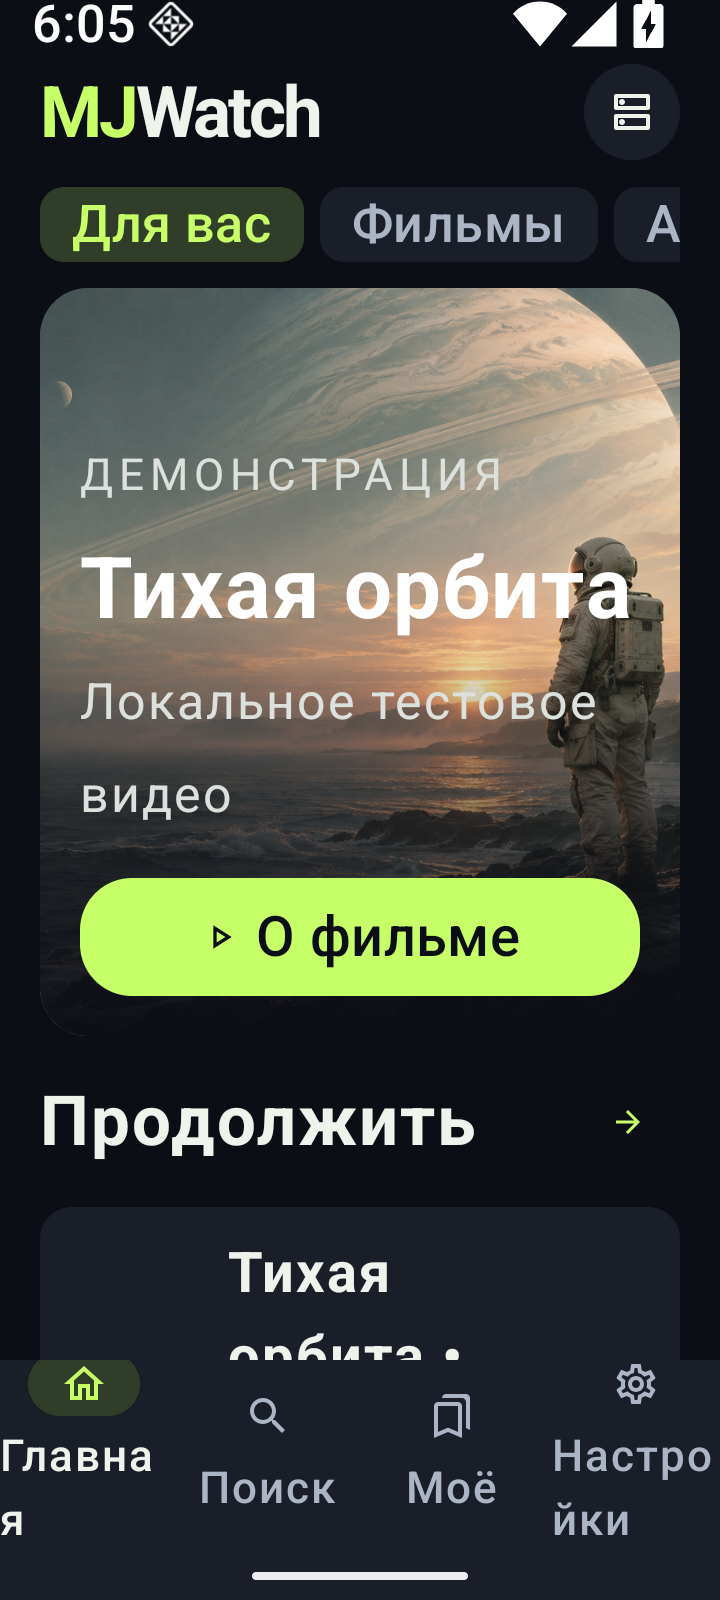 6:05
MJWatch
Для вас
Фильмы
А
ДЕМОНСТРАЦИЯ
Тихая орбита
Локальное тестовое
видео
О фильме
Продолжить
Тихая
орбита •
Главна
я
Поиск
Моё
Настро
йки